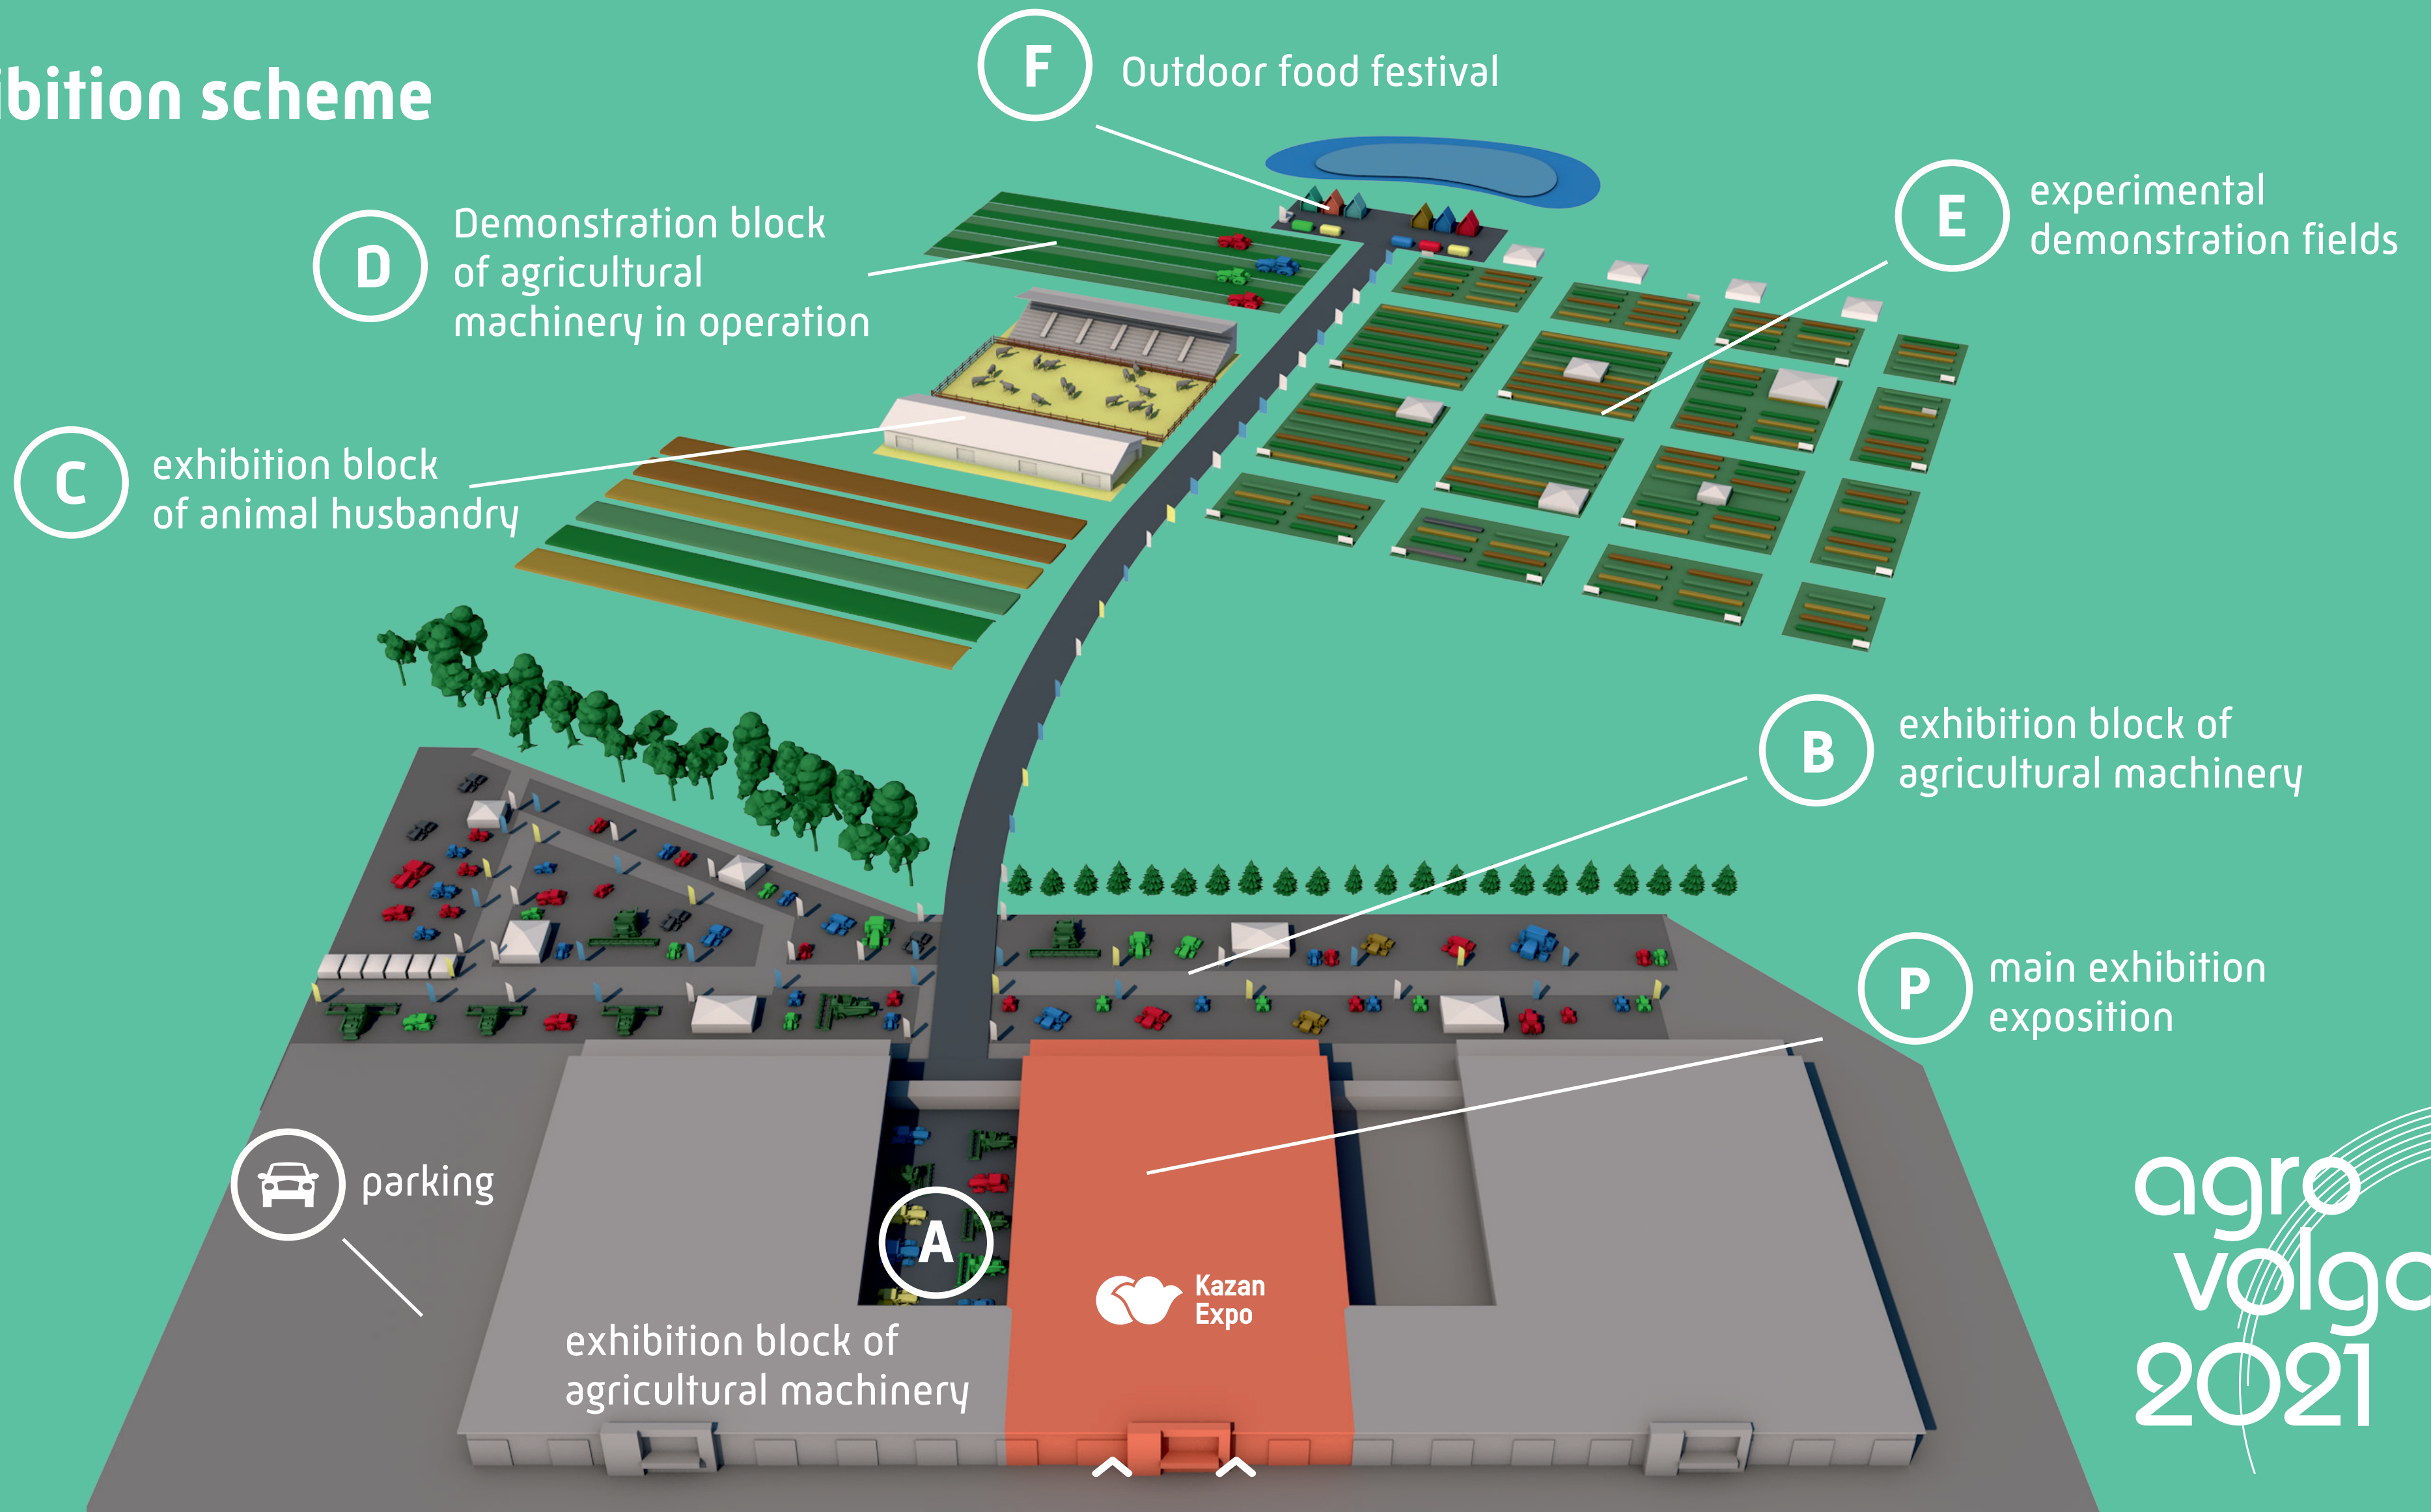 ibition scheme
F
Outdoor food festival
D
Demonstration block
of agricultural
machinery in operation
E
experimental
demonstration fields
C
exhibition block
of animal husbandry
B
exhibition block of
agricultural machinery
P
main exhibition
exposition
parking
A
exhibition block of
agricultural machinery
Kazan
Expo
agro
volga
2021